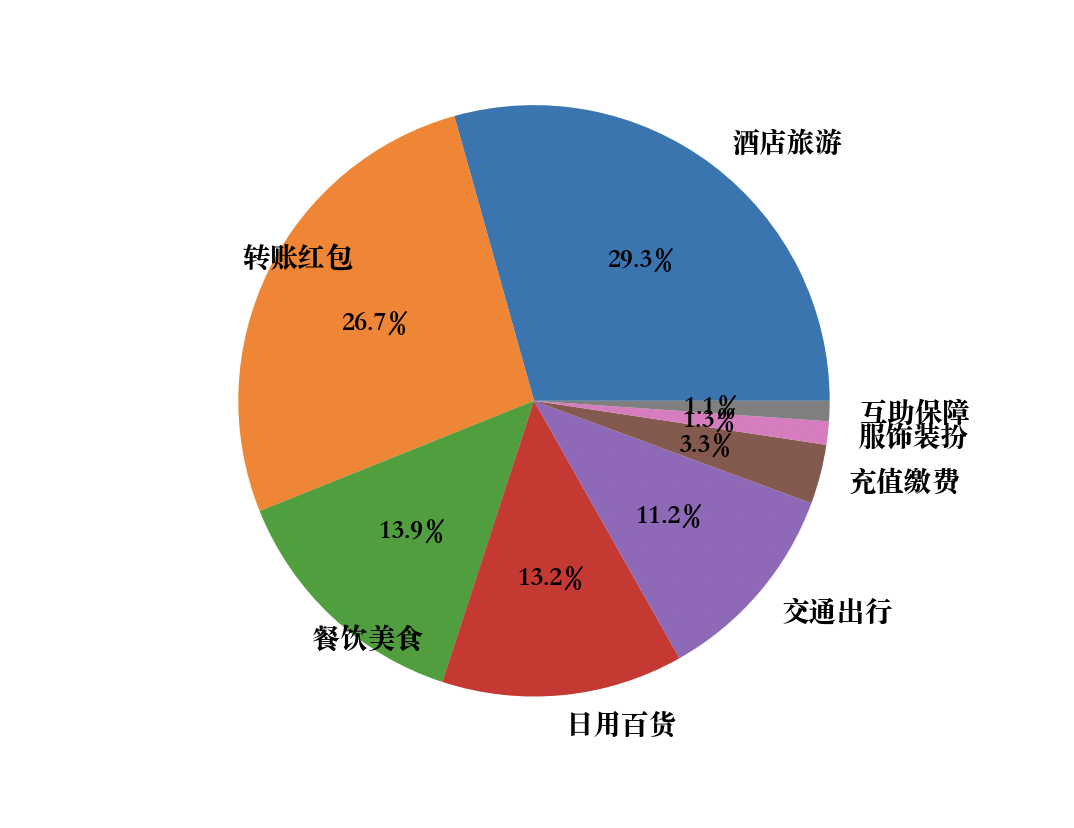 酒店旅游
29.3%
转账红包
26.7%
餐饮美食
13.9%
日用百货
13.2%
交通出行
11.2%
充值缴费
3.3%
服饰装扮
1.3%
互助保障
1.1%